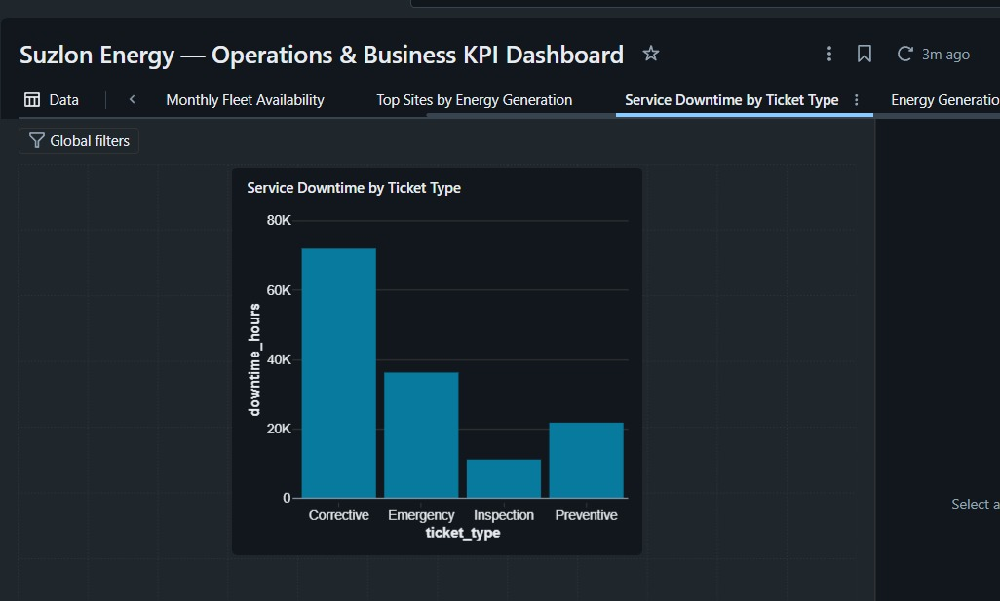 Suzlon Energy — Operations & Business KPI Dashboard
3m ago
Data
Monthly Fleet Availability
Top Sites by Energy Generation
Service Downtime by Ticket Type
Energy Generatio
Global filters
Service Downtime by Ticket Type
80K
60K
40K
20K
0
downtime_hours
Corrective Emergency Inspection Preventive
ticket_type
Select a